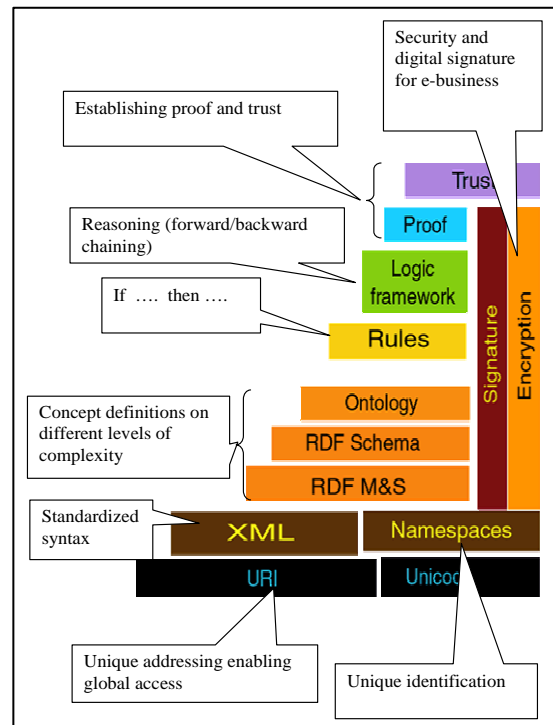 Security and
digital signature
for e-business
Establishing proof and trust
Trust
Reasoning (forward/backward
chaining)
Proof
Logic
framework
If …. then ….
Rules
Signature
Encryption
Concept definitions on
different levels of
complexity
Ontology
RDF Schema
RDF M&S
Standardized
syntax
XML
Namespaces
URI
Unicod
Unique addressing enabling
global access
Unique identification